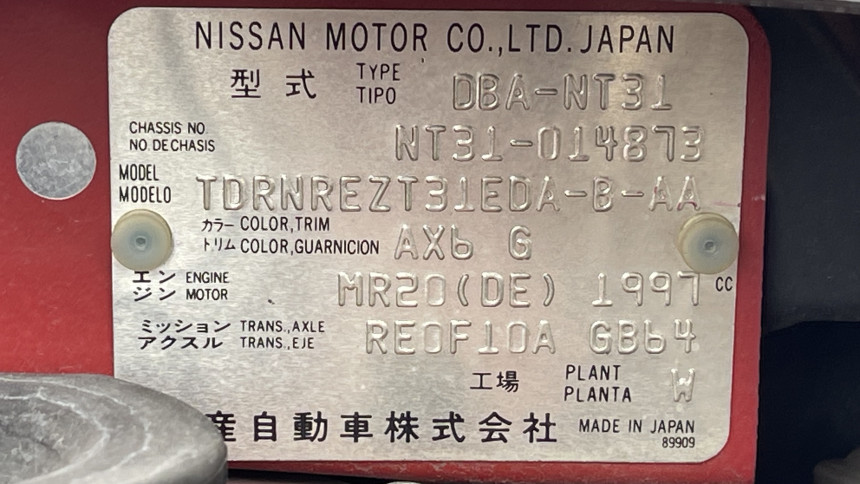 NISSAN MOTOR CO.,LTD. JAPAN
型式 TYPE TIPO DBA-NT31
CHASSIS NO. NO. DE CHASIS NT31-014873
MODEL MODELO TDRNREZT31EDA-B-AA
カラー COLOR,TRIM
トリム COLOR,GUARNICION AX6 G
エンジン ENGINE MOTOR MR20(DE) 1997 CC
ミッション TRANS.,AXLE
アクスル TRANS.,EJE RE0F10A GB64
工場 PLANT PLANTA W
産自動車株式会社 MADE IN JAPAN
89909